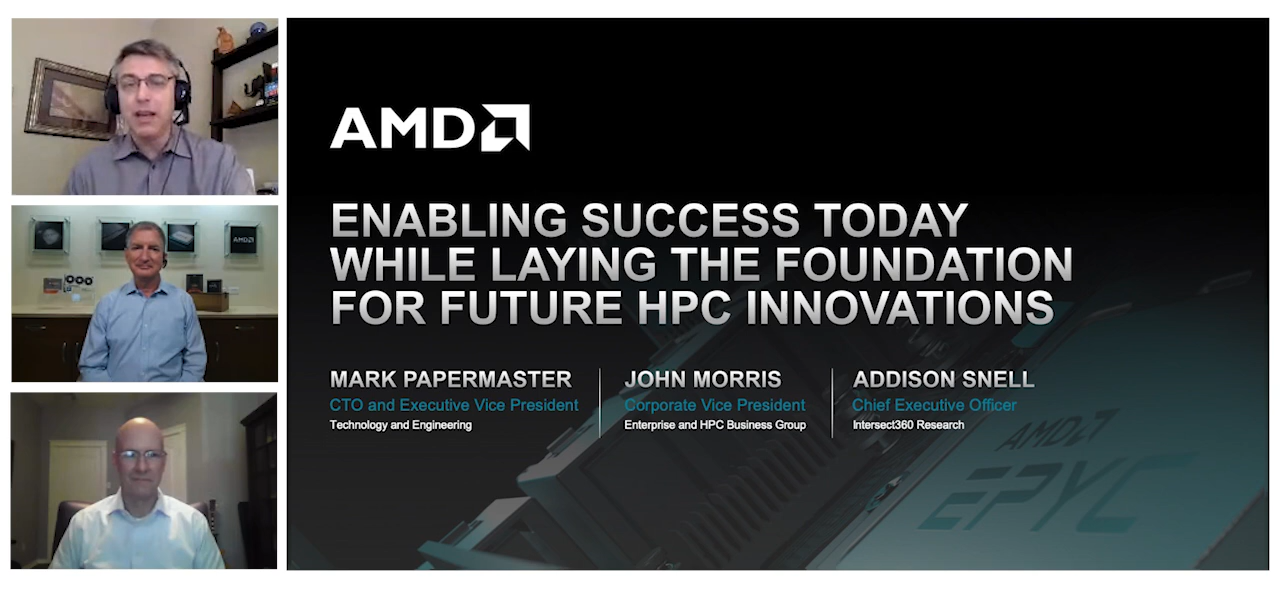 AMD
AMD
ENABLING SUCCESS TODAY
WHILE LAYING THE FOUNDATION
FOR FUTURE HPC INNOVATIONS
MARK PAPERMASTER
CTO and Executive Vice President
Technology and Engineering
JOHN MORRIS
Corporate Vice President
Enterprise and HPC Business Group
ADDISON SNELL
Chief Executive Officer
Intersect360 Research
AMD
EPYC